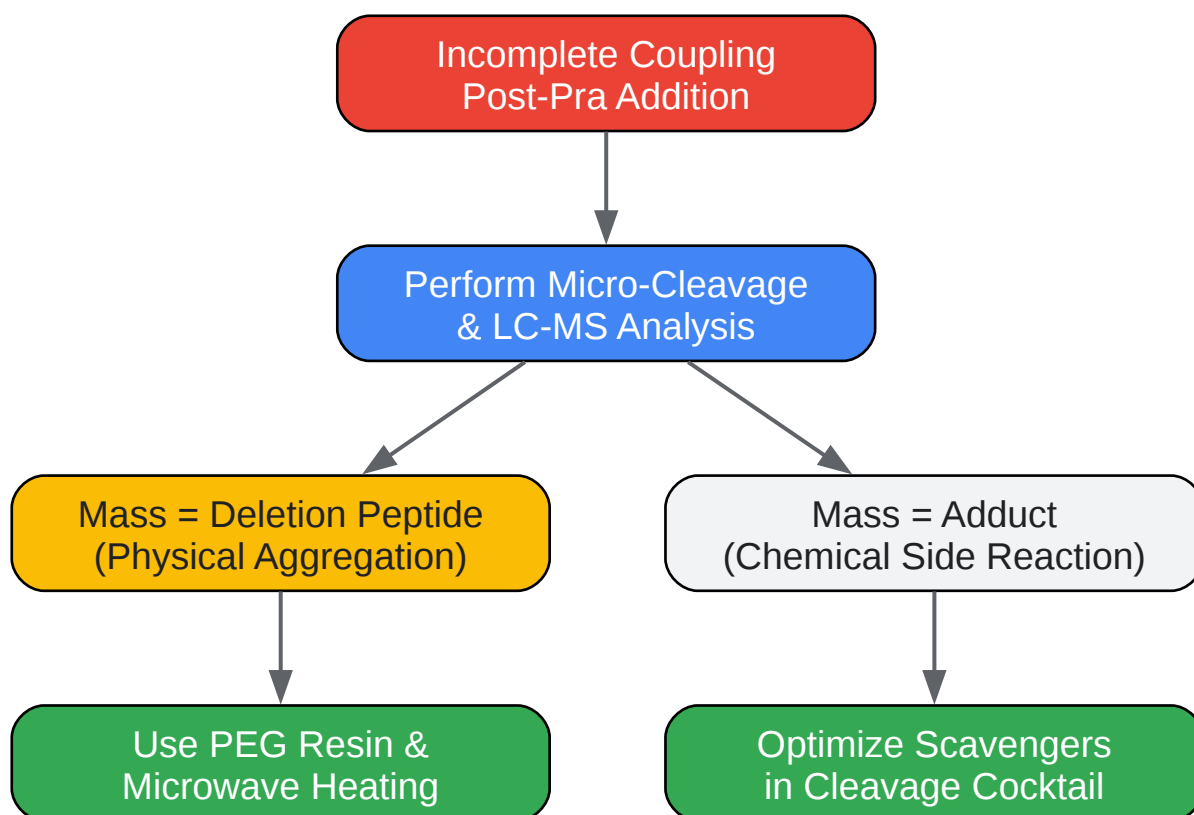 Incomplete Coupling
Post-Pra Addition
Perform Micro-Cleavage
& LC-MS Analysis
Mass = Deletion Peptide
(Physical Aggregation)
Mass = Adduct
(Chemical Side Reaction)
Use PEG Resin &
Microwave Heating
Optimize Scavengers
in Cleavage Cocktail